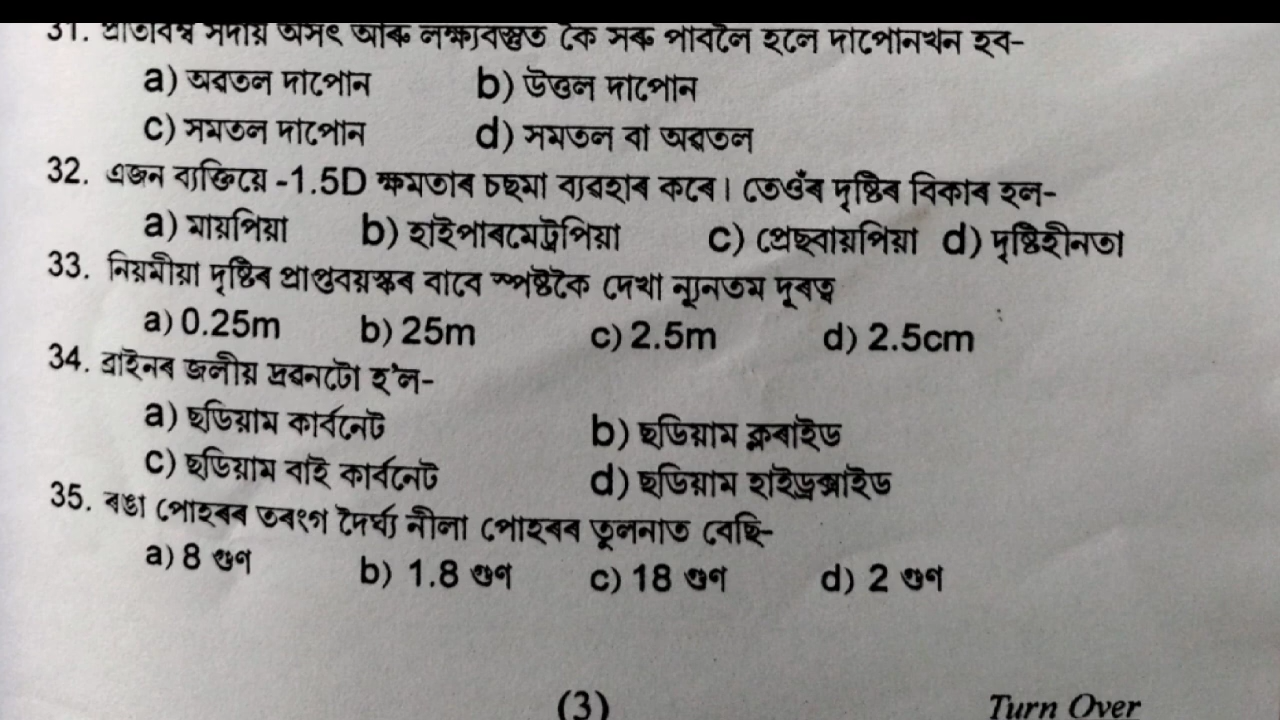 31. প্ৰতিবিম্ব সদায় অসৎ আৰু লক্ষ্যবস্তুত কৈ সৰু পাবলৈ হলে দাপোনখন হব-
a) অৱতল দাপোন b) উত্তল দাপোন
c) সমতল দাপোন d) সমতল বা অৱতল
32. এজন ব্যক্তিয়ে -1.5D ক্ষমতাৰ চছমা ব্যৱহাৰ কৰে। তেওঁৰ দৃষ্টিৰ বিকাৰ হল-
a) মায়পিয়া b) হাইপাৰমেট্ৰপিয়া c) প্ৰেছবায়পিয়া d) দৃষ্টিহীনতা
33. নিয়মীয়া দৃষ্টিৰ প্ৰাপ্তবয়স্কৰ বাবে স্পষ্টকৈ দেখা ন্যূনতম দূৰত্ব
a) 0.25m b) 25m c) 2.5m d) 2.5cm
34. ব্ৰাইনৰ জলীয় দ্ৰৱনটো হ'ল-
a) ছডিয়াম কাৰ্বনেট b) ছডিয়াম ক্লৰাইড
c) ছডিয়াম বাই কাৰ্বনেট d) ছডিয়াম হাইড্ৰক্সাইড
35. ৰঙা পোহৰৰ তৰংগ দৈৰ্ঘ্য নীলা পোহৰৰ তুলনাত বেছি-
a) 8 গুণ b) 1.8 গুণ c) 18 গুণ d) 2 গুণ
(3) Turn Over